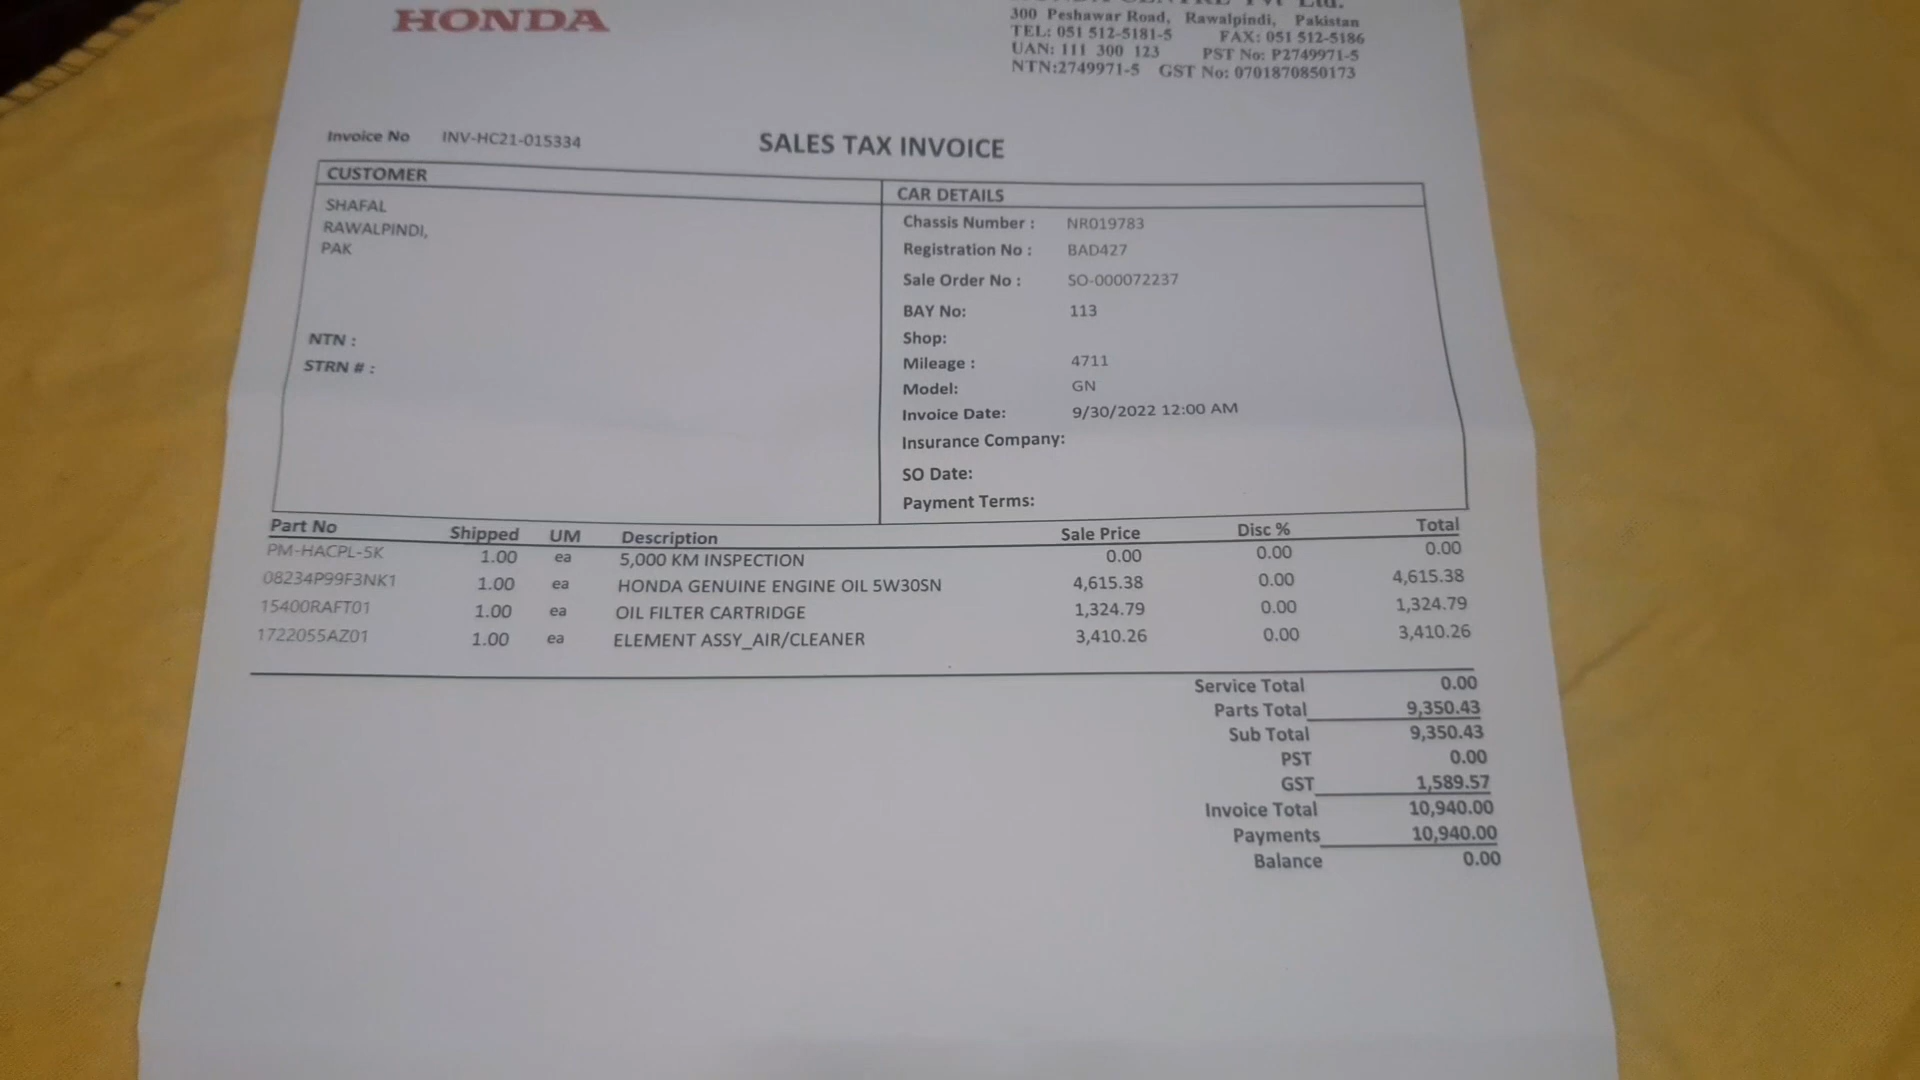 HONDA
300 Peshawar Road, Rawalpindi, Pakistan
TEL: 051 512-5181-5 FAX: 051 512-5186
UAN: 111 300 123 PST No: P2749971-5
NTN:2749971-5 GST No: 0701870850173
Invoice No INV-HC21-015334
SALES TAX INVOICE
CUSTOMER
SHAFAL
RAWALPINDI,
PAK
NTN :
STRN # :
CAR DETAILS
Chassis Number : NR019783
Registration No : BAD427
Sale Order No : SO-000072237
BAY No: 113
Shop:
Mileage : 4711
Model: GN
Invoice Date: 9/30/2022 12:00 AM
Insurance Company:
SO Date:
Payment Terms:
Part No Shipped UM Description Sale Price Disc % Total
PM-HACPL-5K 1.00 ea 5,000 KM INSPECTION 0.00 0.00 0.00
08234P99F3NK1 1.00 ea HONDA GENUINE ENGINE OIL 5W30SN 4,615.38 0.00 4,615.38
15400RAFT01 1.00 ea OIL FILTER CARTRIDGE 1,324.79 0.00 1,324.79
1722055AZ01 1.00 ea ELEMENT ASSY_AIR/CLEANER 3,410.26 0.00 3,410.26
Service Total 0.00
Parts Total 9,350.43
Sub Total 9,350.43
PST 0.00
GST 1,589.57
Invoice Total 10,940.00
Payments 10,940.00
Balance 0.00